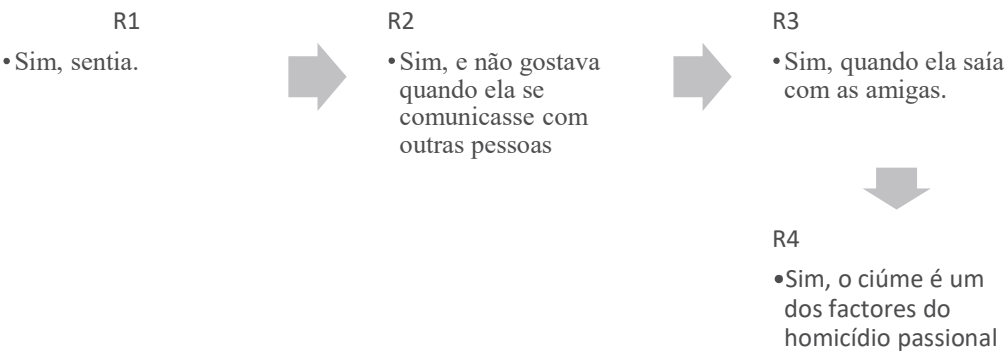 R1
•Sim, sentia.
R2
•Sim, e não gostava
quando ela se
comunicasse com
outras pessoas
R3
•Sim, quando ela saía
com as amigas.
R4
•Sim, o ciúme é um
dos factores do
homicídio passional